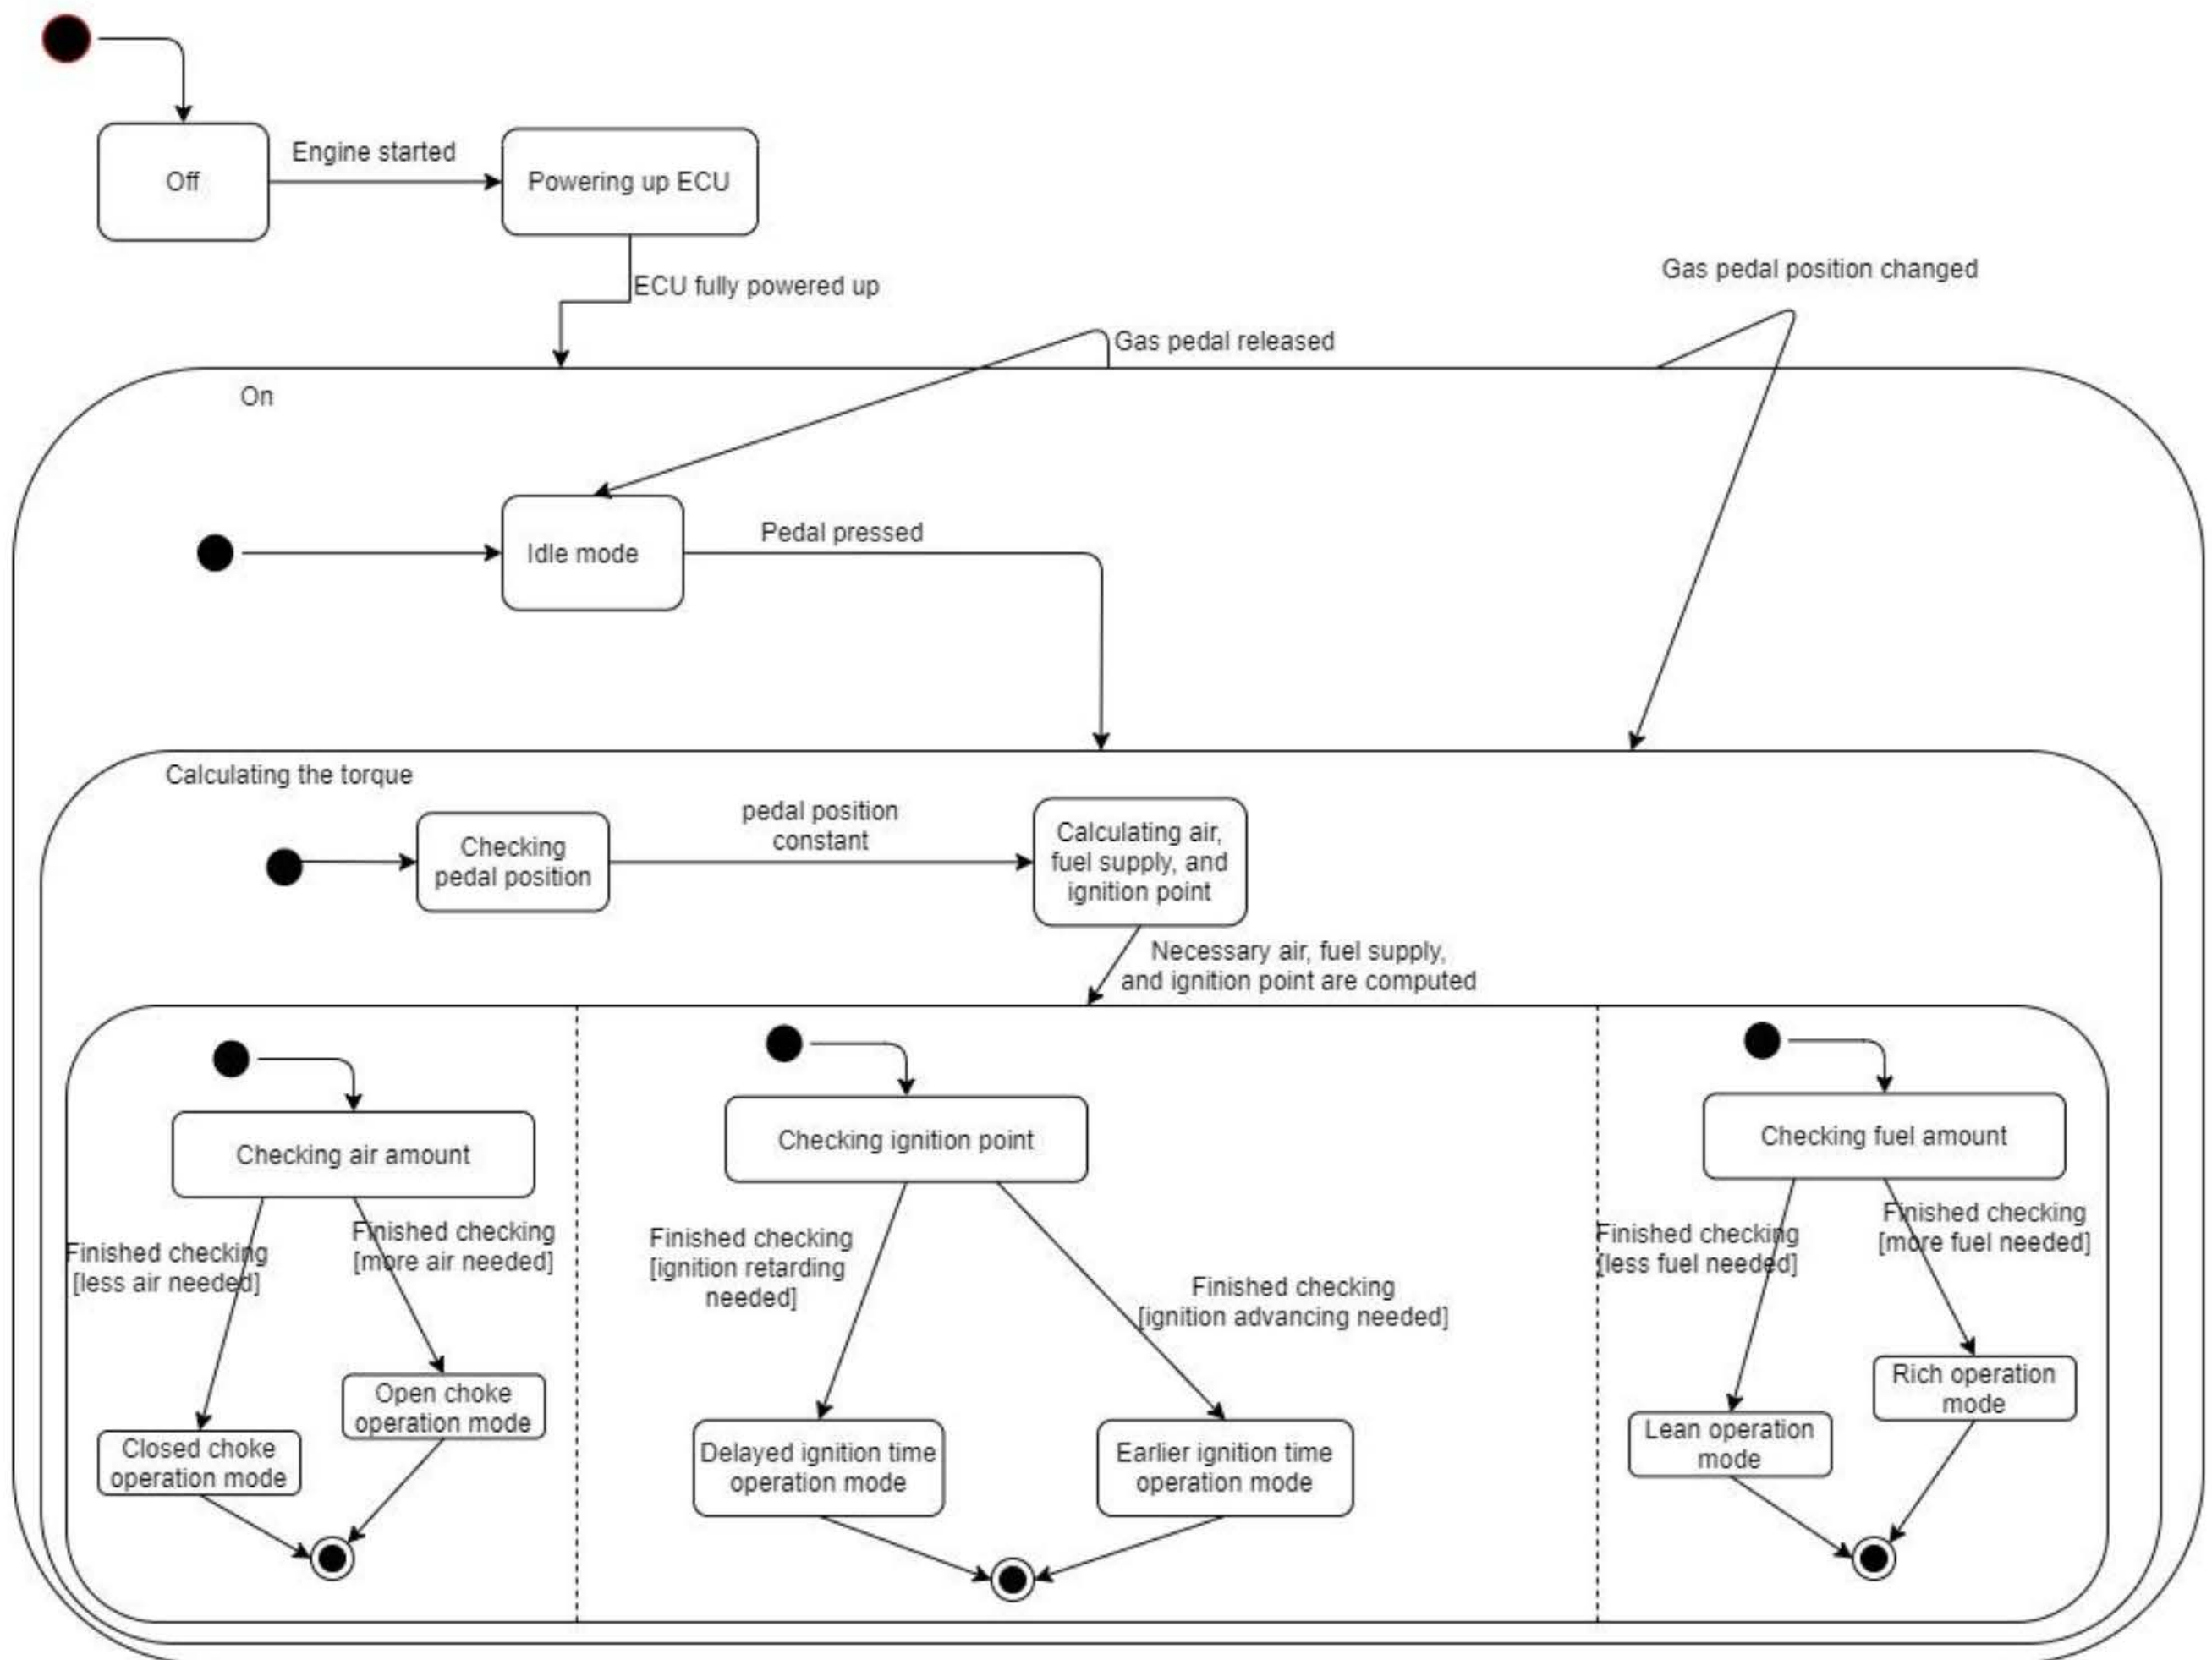 Off
Engine started
Powering up ECU
ECU fully powered up
Gas pedal position changed
Gas pedal released
On
Idle mode
Pedal pressed
Calculating the torque
Checking
pedal position
pedal position
constant
Calculating air,
fuel supply, and
ignition point
Necessary air, fuel supply,
and ignition point are computed
Checking air amount
Finished checking
[less air needed]
Finished checking
[more air needed]
Closed choke
operation mode
Open choke
operation mode
Checking ignition point
Finished checking
[ignition retarding
needed]
Finished checking
[ignition advancing needed]
Delayed ignition time
operation mode
Earlier ignition time
operation mode
Checking fuel amount
Finished checking
[less fuel needed]
Finished checking
[more fuel needed]
Lean operation
mode
Rich operation
mode